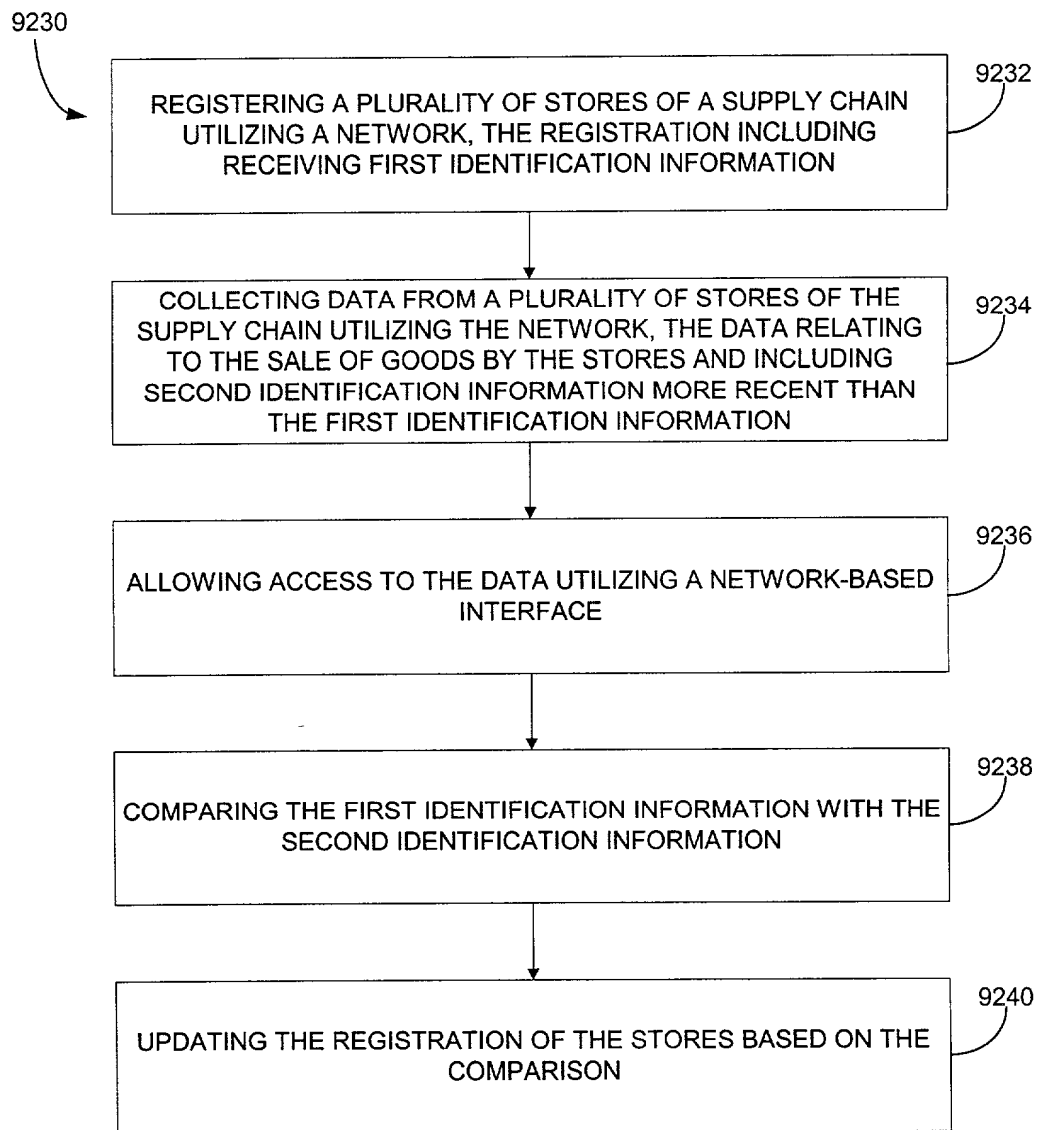 9230
9232
REGISTERING A PLURALITY OF STORES OF A SUPPLY CHAIN
UTILIZING A NETWORK, THE REGISTRATION INCLUDING
RECEIVING FIRST IDENTIFICATION INFORMATION
9234
COLLECTING DATA FROM A PLURALITY OF STORES OF THE
SUPPLY CHAIN UTILIZING THE NETWORK, THE DATA RELATING
TO THE SALE OF GOODS BY THE STORES AND INCLUDING
SECOND IDENTIFICATION INFORMATION MORE RECENT THAN
THE FIRST IDENTIFICATION INFORMATION
9236
ALLOWING ACCESS TO THE DATA UTILIZING A NETWORK-BASED
INTERFACE
9238
COMPARING THE FIRST IDENTIFICATION INFORMATION WITH THE
SECOND IDENTIFICATION INFORMATION
9240
UPDATING THE REGISTRATION OF THE STORES BASED ON THE
COMPARISON